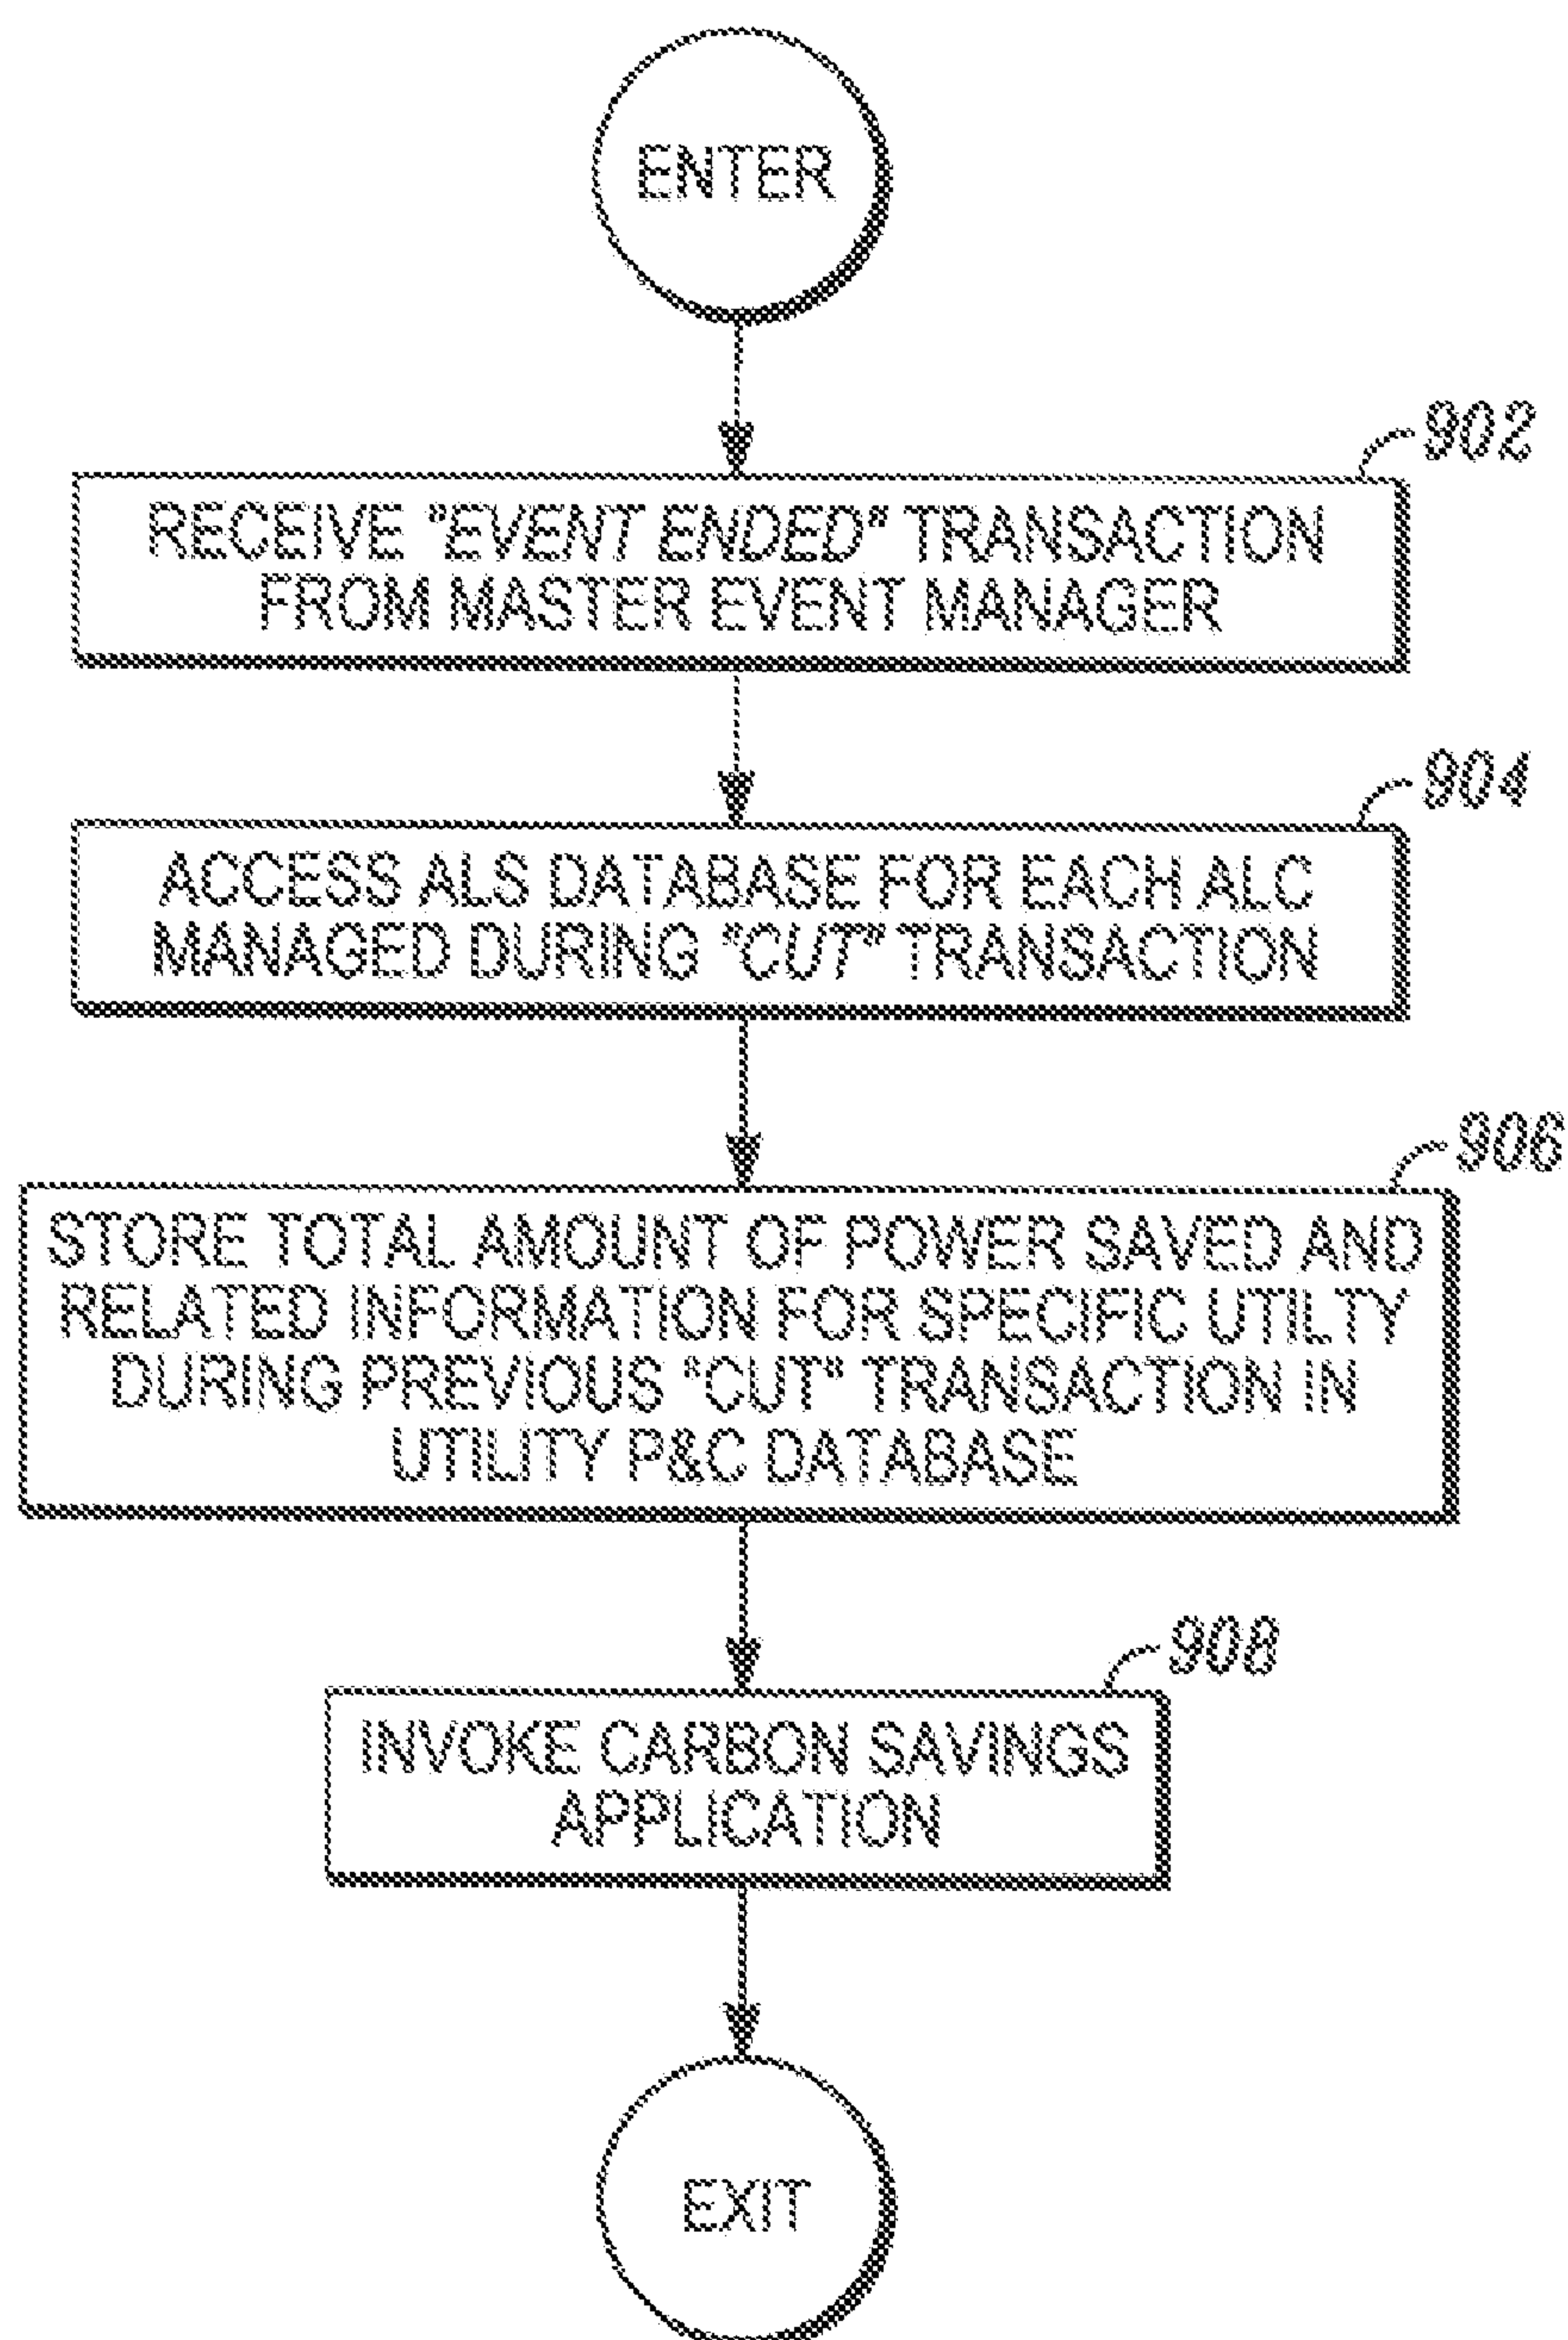 ENTER
902
RECEIVE "EVENT ENDED" TRANSACTION
FROM MASTER EVENT MANAGER
904
ACCESS ALS DATABASE FOR EACH ALC
MANAGED DURING "CUT" TRANSACTION
906
STORE TOTAL AMOUNT OF POWER SAVED AND
RELATED INFORMATION FOR SPECIFIC UTILTY
DURING PREVIOUS "CUT" TRANSACTION IN
UTILITY P&C DATABASE
908
INVOKE CARBON SAVINGS
APPLICATION
EXIT